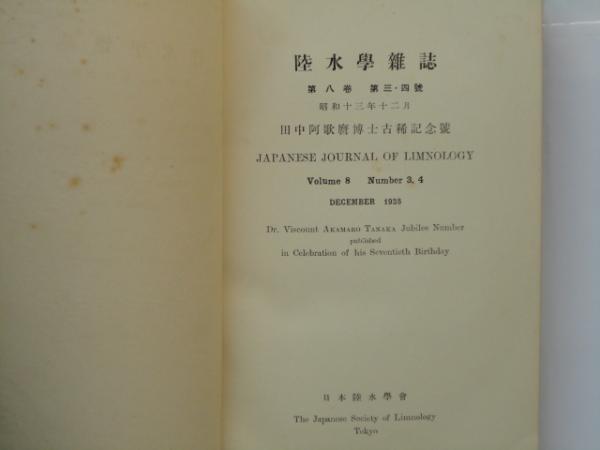 陸水學雜誌
第八卷 第三・四號
昭和十三年十二月
田中阿歌麿博士古稀記念號
JAPANESE JOURNAL OF LIMNOLOGY
Volume 8 Number 3, 4
DECEMBER 1938
Dr. Viscount AKAMARO TANAKA Jubilee Number
published
in Celebration of his Seventieth Birthday
日本陸水學會
The Japanese Society of Limnology
Tokyo